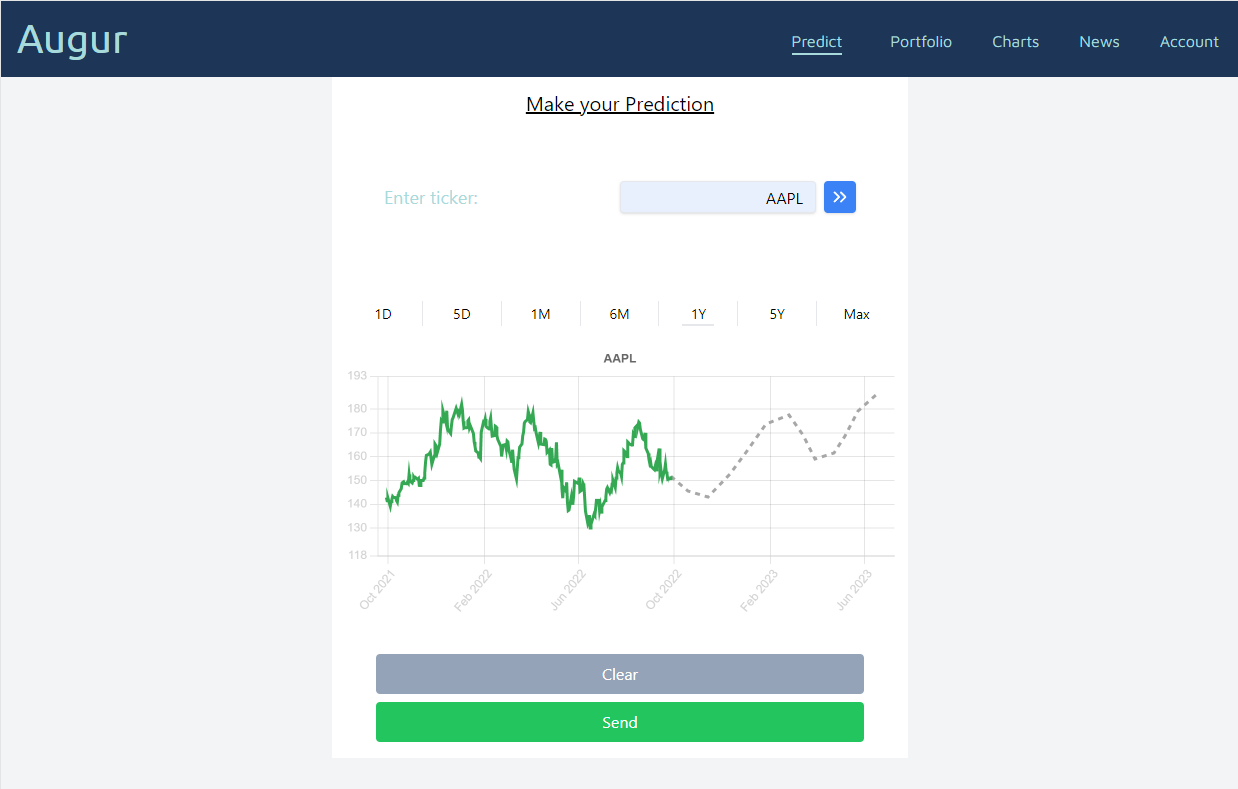 Augur
Predict Portfolio Charts News Account
Make your Prediction
Enter ticker: AAPL
1D 5D 1M 6M 1Y 5Y Max
AAPL
193
180
170
160
150
140
130
118
Oct 2021 Feb 2022 Jun 2022 Oct 2022 Feb 2023 Jun 2023
Clear
Send